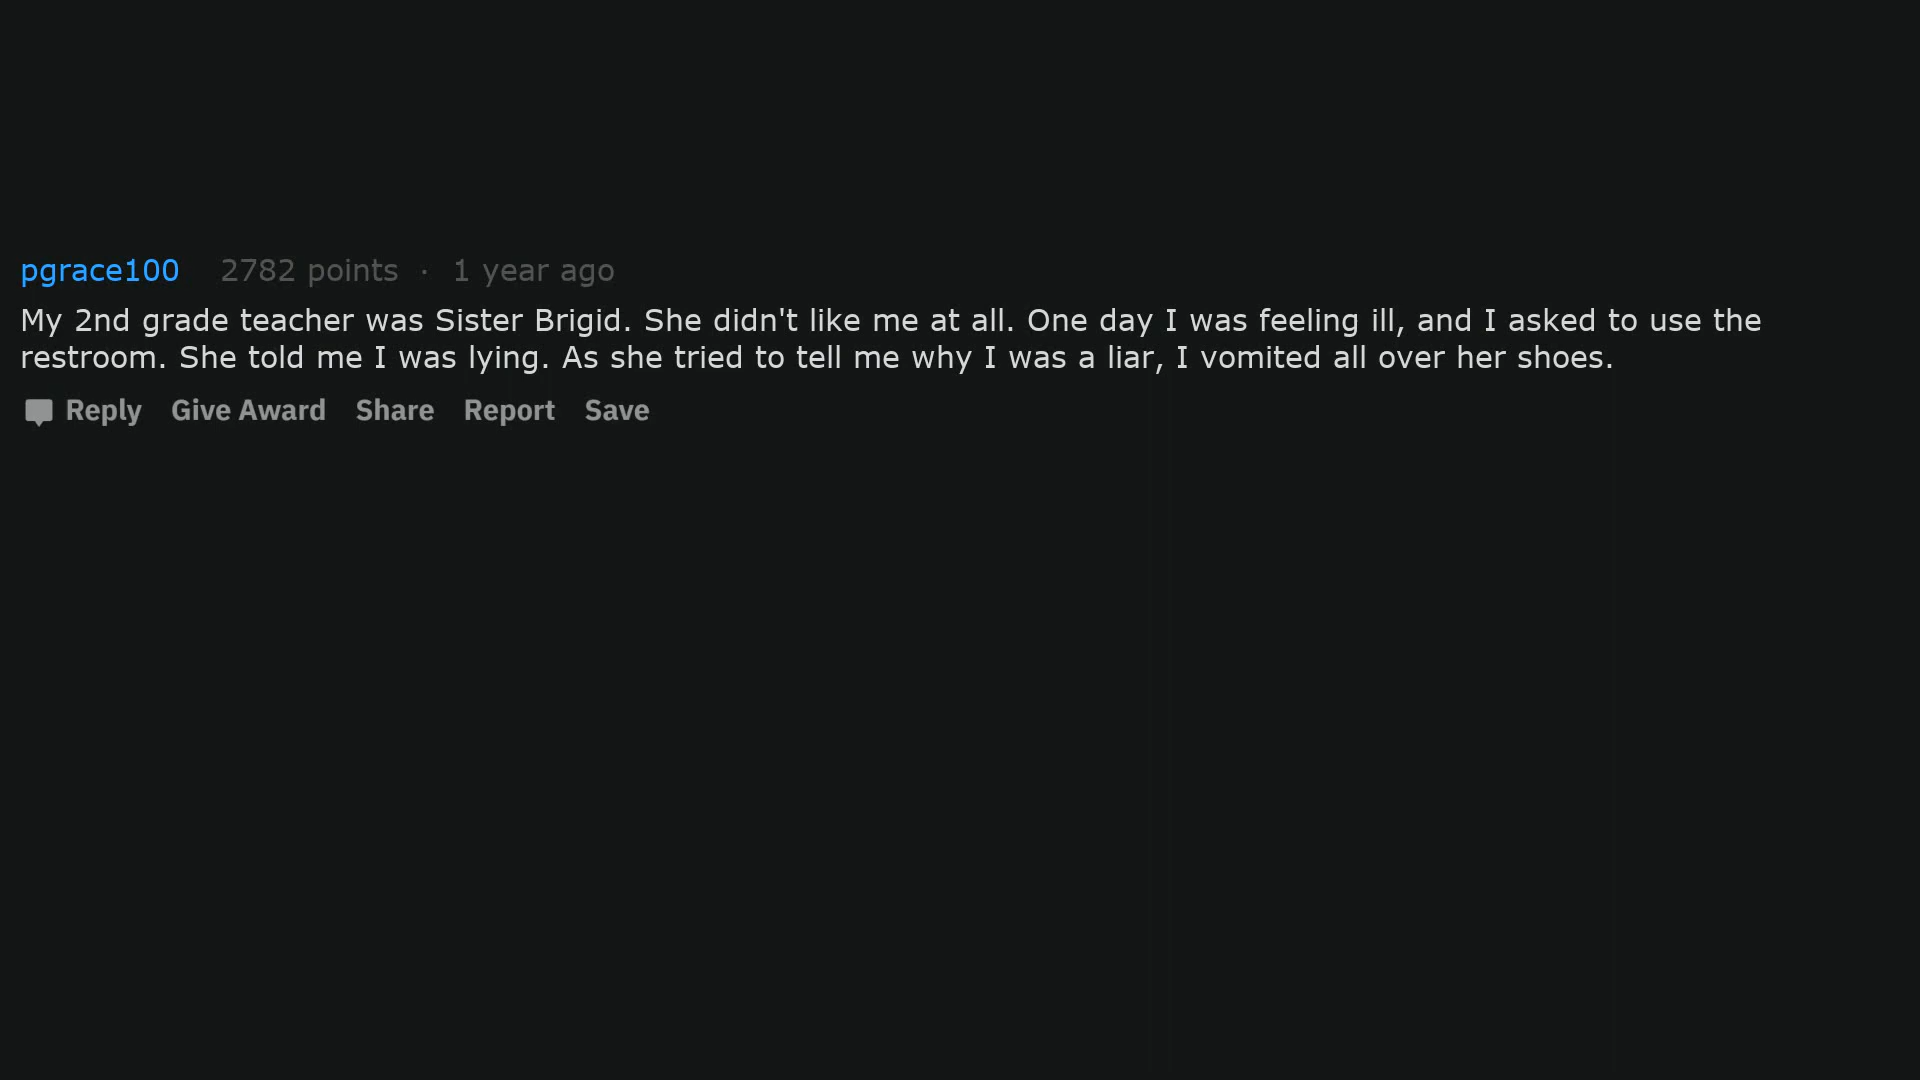 pgrace100 2782 points · 1 year ago
My 2nd grade teacher was Sister Brigid. She didn't like me at all. One day I was feeling ill, and I asked to use the
restroom. She told me I was lying. As she tried to tell me why I was a liar, I vomited all over her shoes.
Reply Give Award Share Report Save